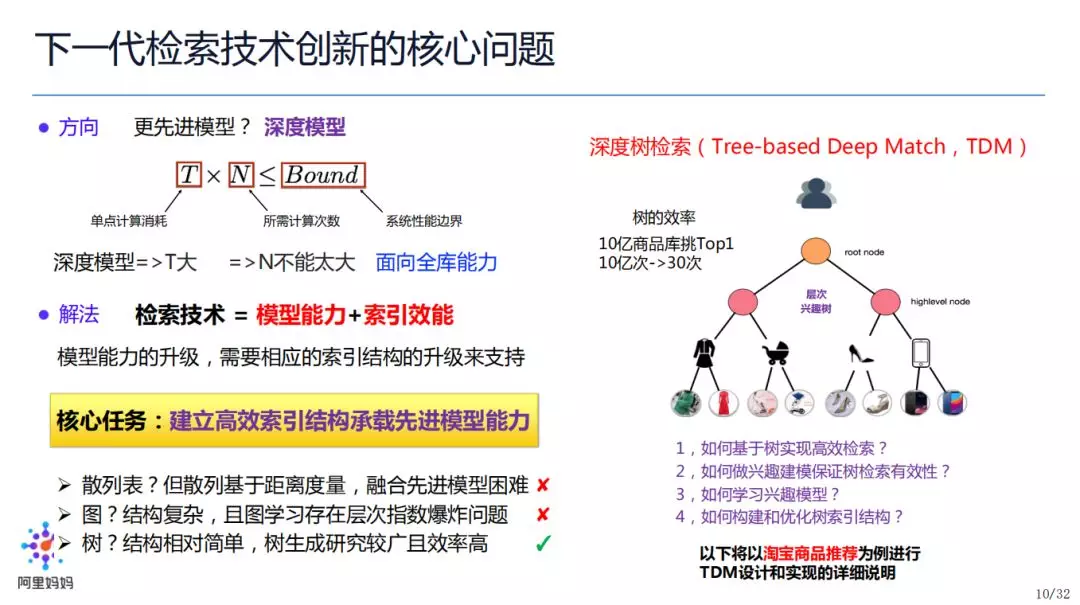 下一代检索技术创新的核心问题
● 方向 更先进模型？ 深度模型
T × N ≤ Bound
单点计算消耗 所需计算次数 系统性能边界
深度模型=>T大 =>N不能太大 面向全库能力
● 解法 检索技术 = 模型能力+索引效能
模型能力的升级，需要相应的索引结构的升级来支持
核心任务：建立高效索引结构承载先进模型能力
➢ 散列表？但散列基于距离度量，融合先进模型困难 ✘
➢ 图？结构复杂，且图学习存在层次指数爆炸问题 ✘
➢ 树？结构相对简单，树生成研究较广且效率高 ✓
阿里妈妈
深度树检索（Tree-based Deep Match，TDM）
树的效率
10亿商品库挑Top1
10亿次->30次
root node
层次
兴趣树
highlevel node
1，如何基于树实现高效检索？
2，如何做兴趣建模保证树检索有效性？
3，如何学习兴趣模型？
4，如何构建和优化树索引结构？
以下将以淘宝商品推荐为例进行
TDM设计和实现的详细说明
10/32